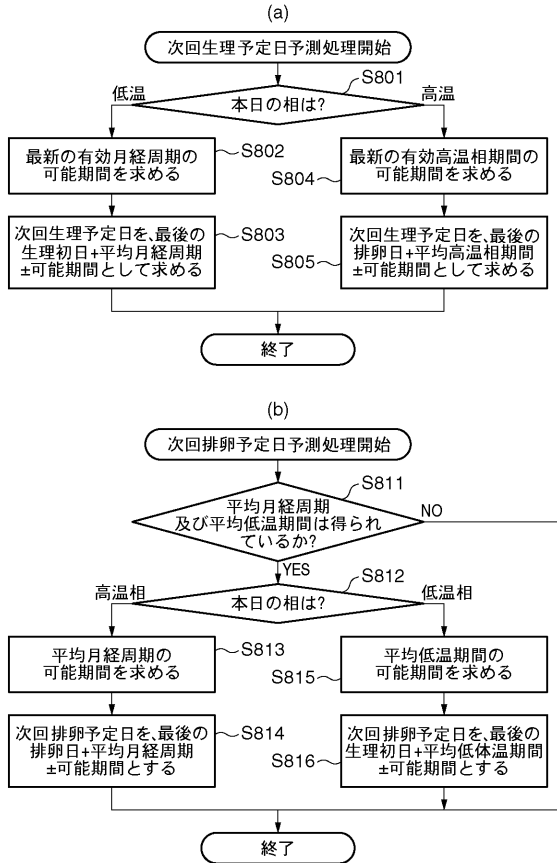 (a)
次回生理予定日予測処理開始
S801
低温
本日の相は?
高温
最新の有効月経周期の
可能期間を求める
S802
最新の有効高温相期間の
可能期間を求める
S804
次回生理予定日を、最後の
生理初日+平均月経周期
±可能期間として求める
S803
次回生理予定日を、最後の
排卵日+平均高温相期間
±可能期間として求める
S805
終了
(b)
次回排卵予定日予測処理開始
S811
平均月経周期
及び平均低温期間は得られ
ているか?
NO
YES
S812
高温相
本日の相は?
低温相
平均月経周期の
可能期間を求める
S813
平均低温期間の
可能期間を求める
S815
次回排卵予定日を、最後の
排卵日+平均月経周期
±可能期間とする
S814
次回排卵予定日を、最後の
生理初日+平均低体温期間
±可能期間とする
S816
終了